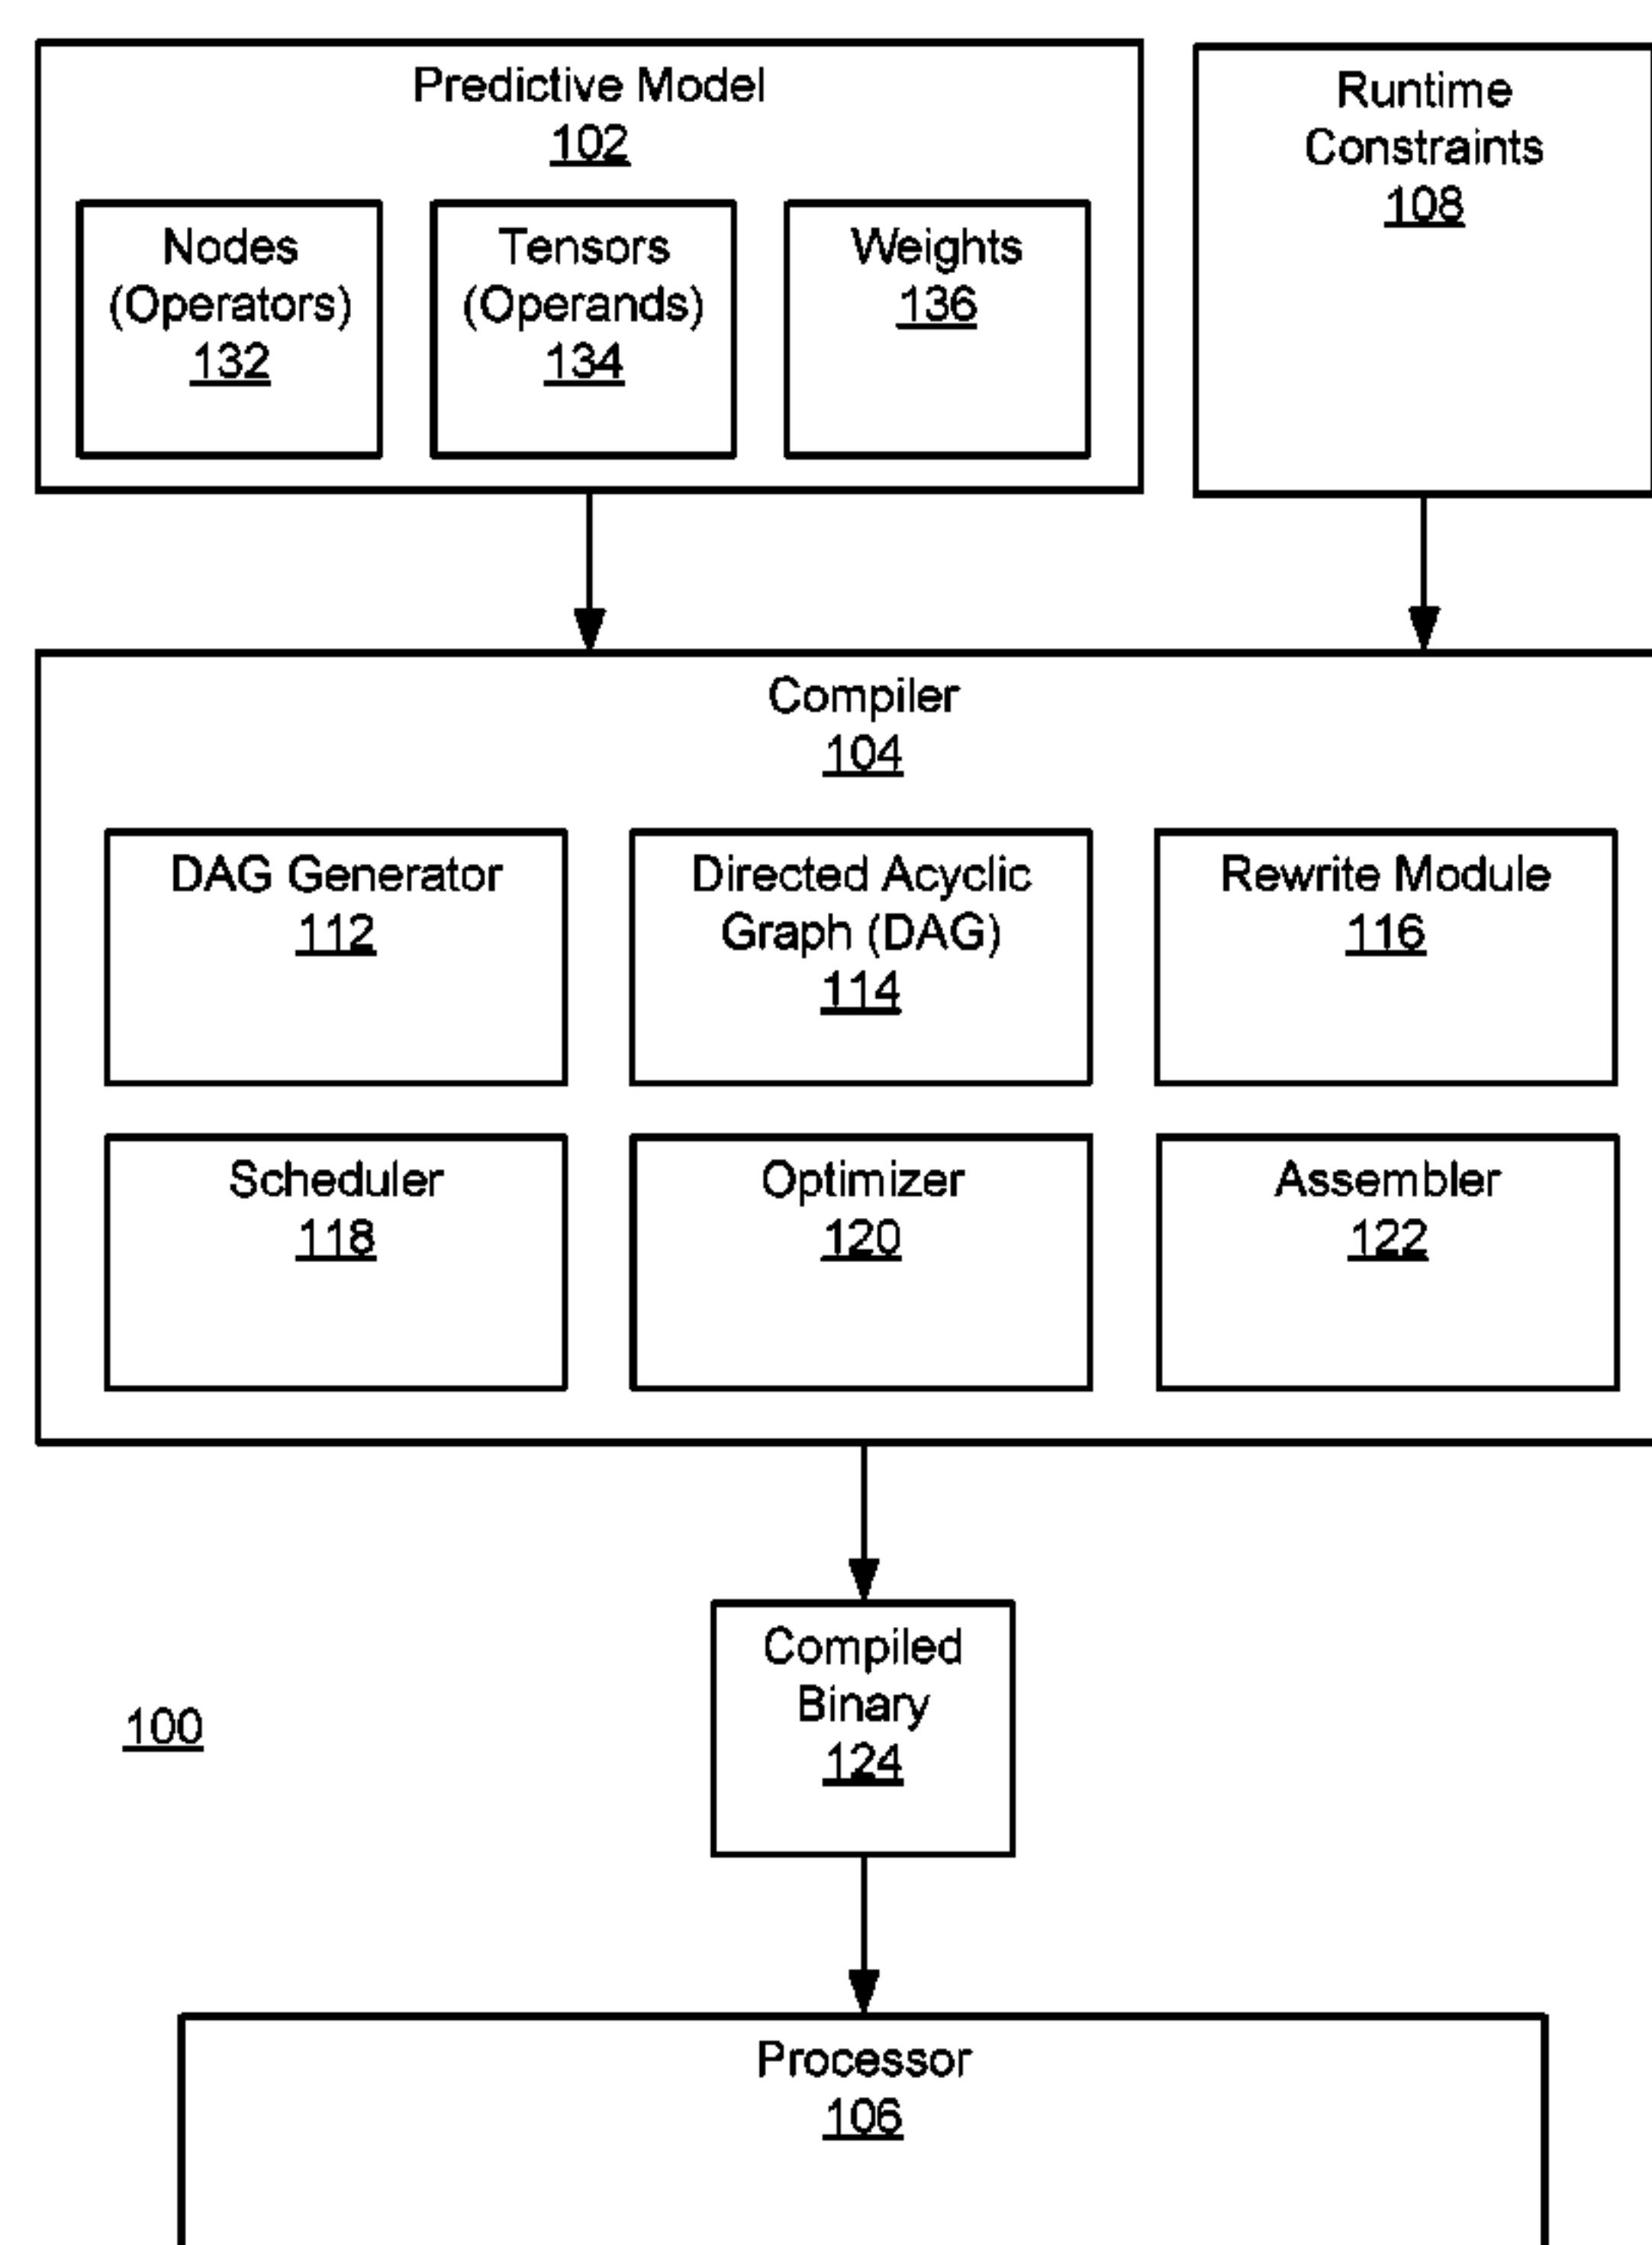 Predictive Model
102
Nodes
(Operators)
132
Tensors
(Operands)
134
Weights
136
Runtime
Constraints
108
Compiler
104
DAG Generator
112
Directed Acyclic
Graph (DAG)
114
Rewrite Module
116
Scheduler
118
Optimizer
120
Assembler
122
Compiled
Binary
124
100
Processor
106